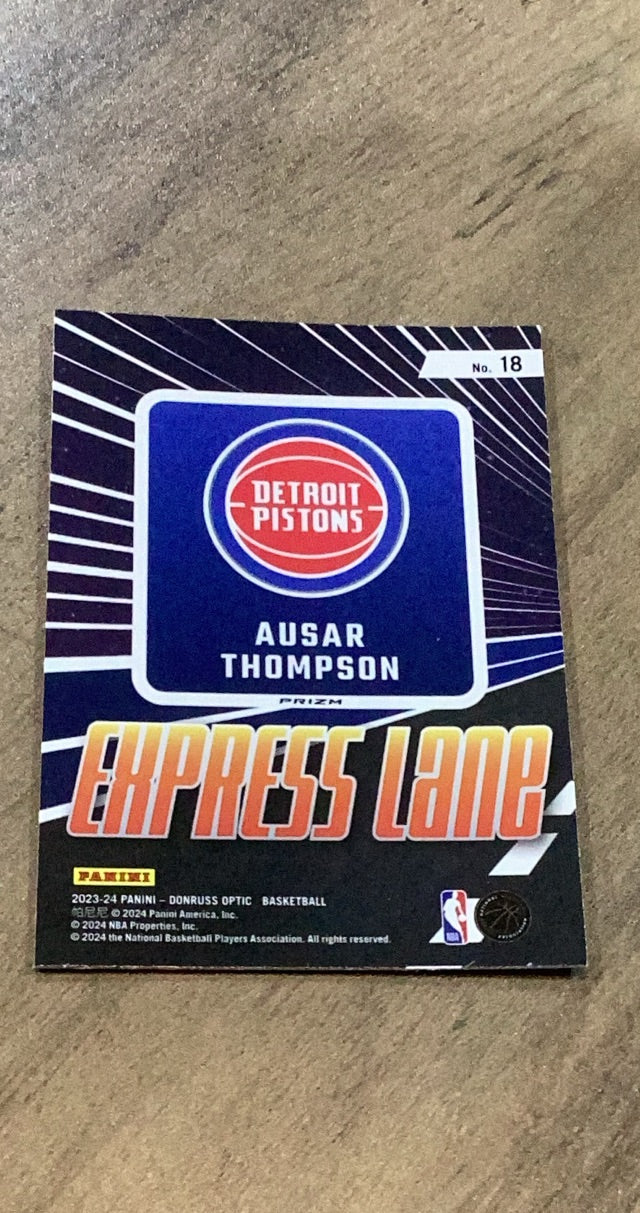 No. 18
DETROIT
PISTONS
AUSAR
THOMPSON
PRIZM
EXPRESS Lane
PANINI
2023-24 PANINI – DONRUSS OPTIC BASKETBALL
帕尼尼 © 2024 Panini America, Inc.
© 2024 NBA Properties, Inc.
© 2024 the National Basketball Players Association. All rights reserved.
NBA